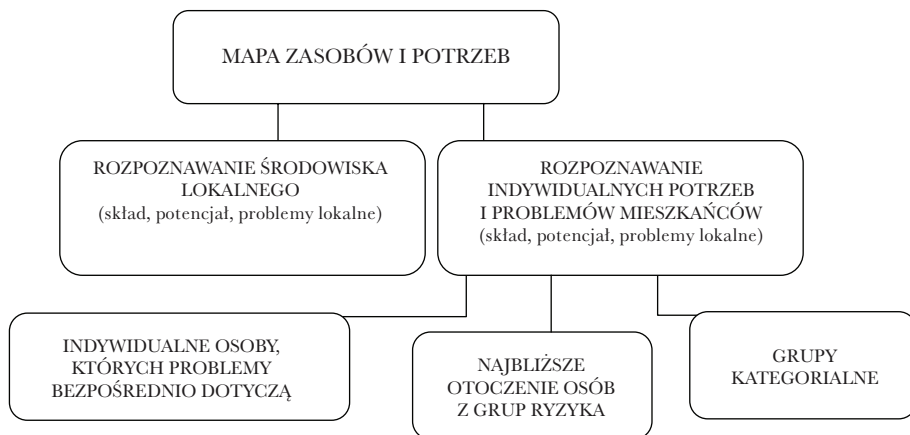 MAPA ZASOBÓW I POTRZEB
ROZPOZNAWANIE ŚRODOWISKA
LOKALNEGO
(skład, potencjał, problemy lokalne)
ROZPOZNAWANIE
INDYWIDUALNYCH POTRZEB
I PROBLEMÓW MIESZKAŃCÓW
(skład, potencjał, problemy lokalne)
INDYWIDUALNE OSOBY,
KTÓRYCH PROBLEMY
BEZPOŚREDNIO DOTYCZĄ
NAJBLIŻSZE
OTOCZENIE OSÓB
Z GRUP RYZYKA
GRUPY
KATEGORIALNE